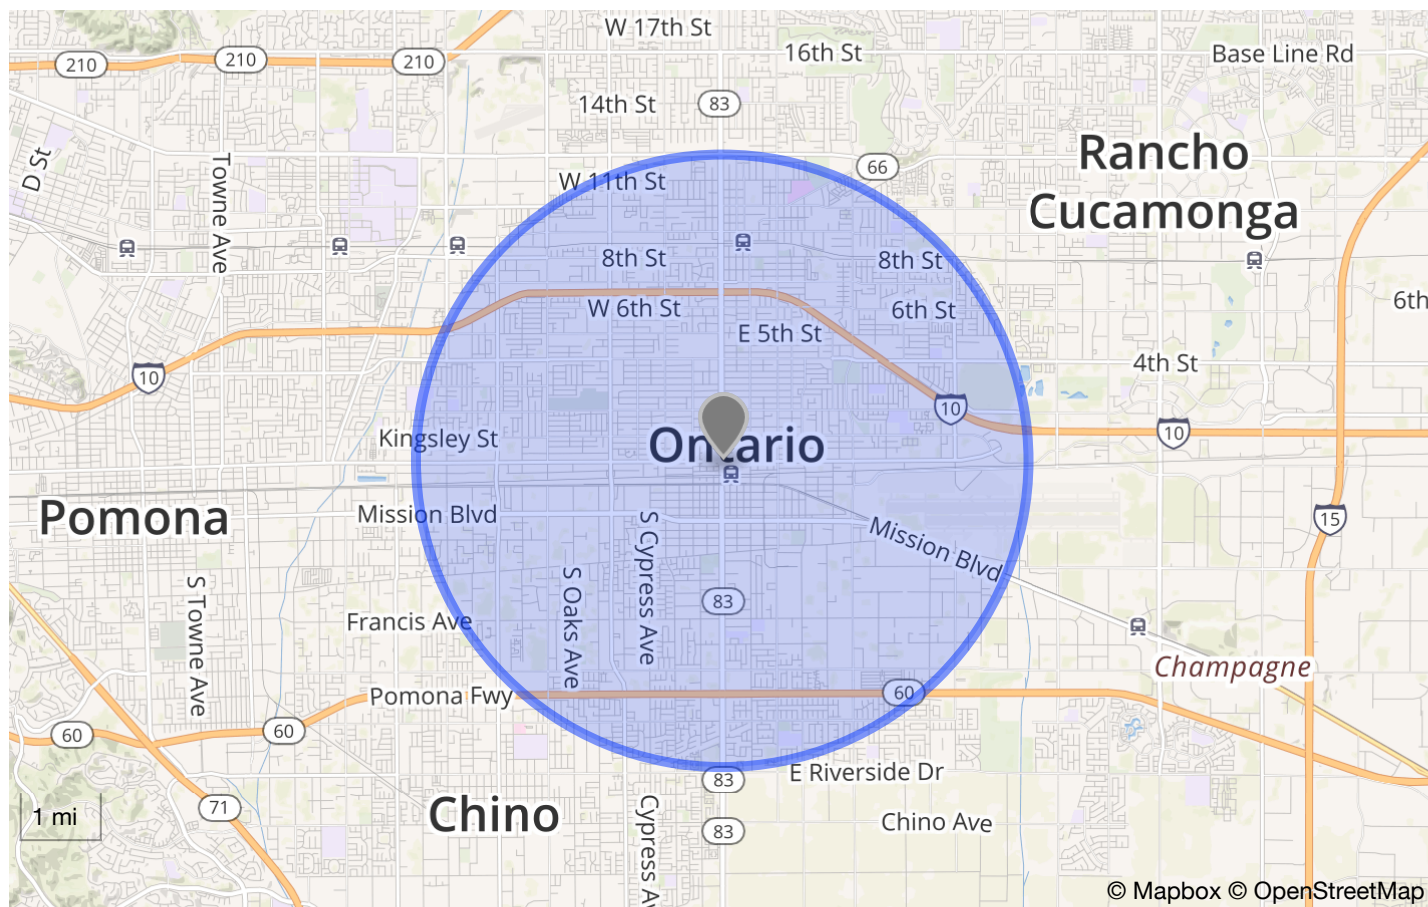 W 17th St
16th St
Base Line Rd
210
210
210
14th St
83
D St
Towne Ave
66
Rancho
Cucamonga
W 11th St
8th St
8th St
W 6th St
6th St
6th
E 5th St
4th St
10
10
10
Kingsley St
Ontario
Pomona
Mission Blvd
Mission Blvd
15
S Cypress Ave
S Oaks Ave
S Towne Ave
83
Francis Ave
Champagne
Pomona Fwy
60
60
60
E Riverside Dr
83
71
1 mi
Chino
Cypress Av
83
Chino Ave
© Mapbox © OpenStreetMap